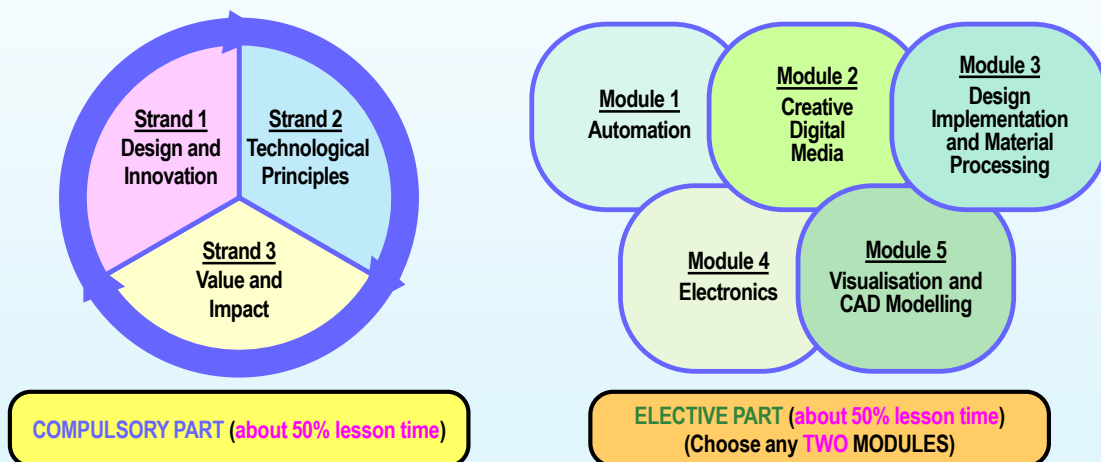 Strand 1
Design and
Innovation
Strand 2
Technological
Principles
Strand 3
Value and
Impact
COMPULSORY PART (about 50% lesson time)
Module 1
Automation
Module 2
Creative
Digital
Media
Module 3
Design
Implementation
and Material
Processing
Module 4
Electronics
Module 5
Visualisation and
CAD Modelling
ELECTIVE PART (about 50% lesson time)
(Choose any TWO MODULES)